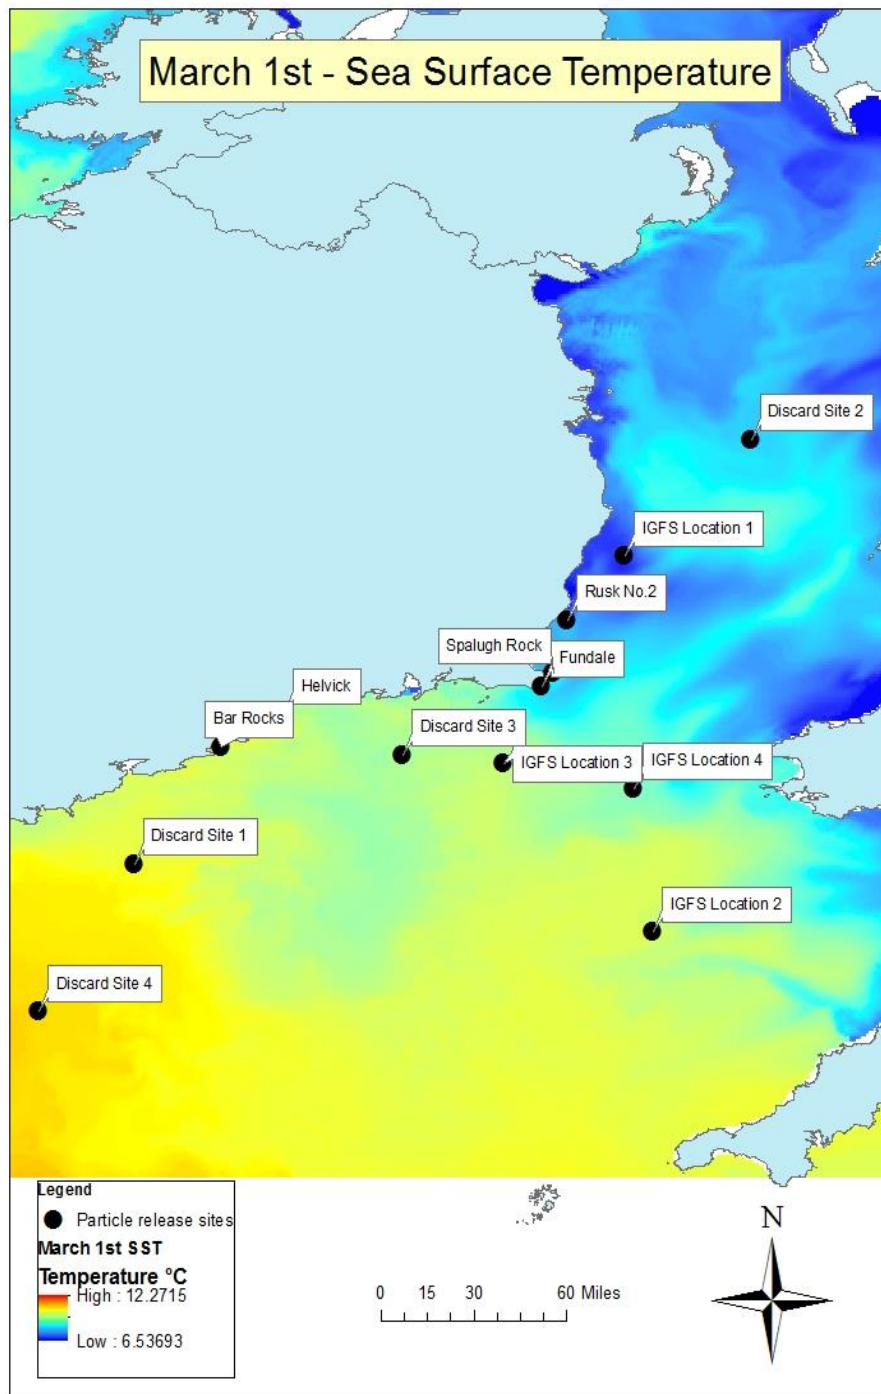 March 1st - Sea Surface Temperature
Discard Site 2
IGFS Location 1
Rusk No.2
Spalugh Rock
Fundale
Helvick
Bar Rocks
Discard Site 3
IGFS Location 3
IGFS Location 4
Discard Site 1
IGFS Location 2
Discard Site 4
Legend
Particle release sites
March 1st SST
Temperature °C
High : 12.2715
Low : 6.53693
0 15 30 60 Miles
N